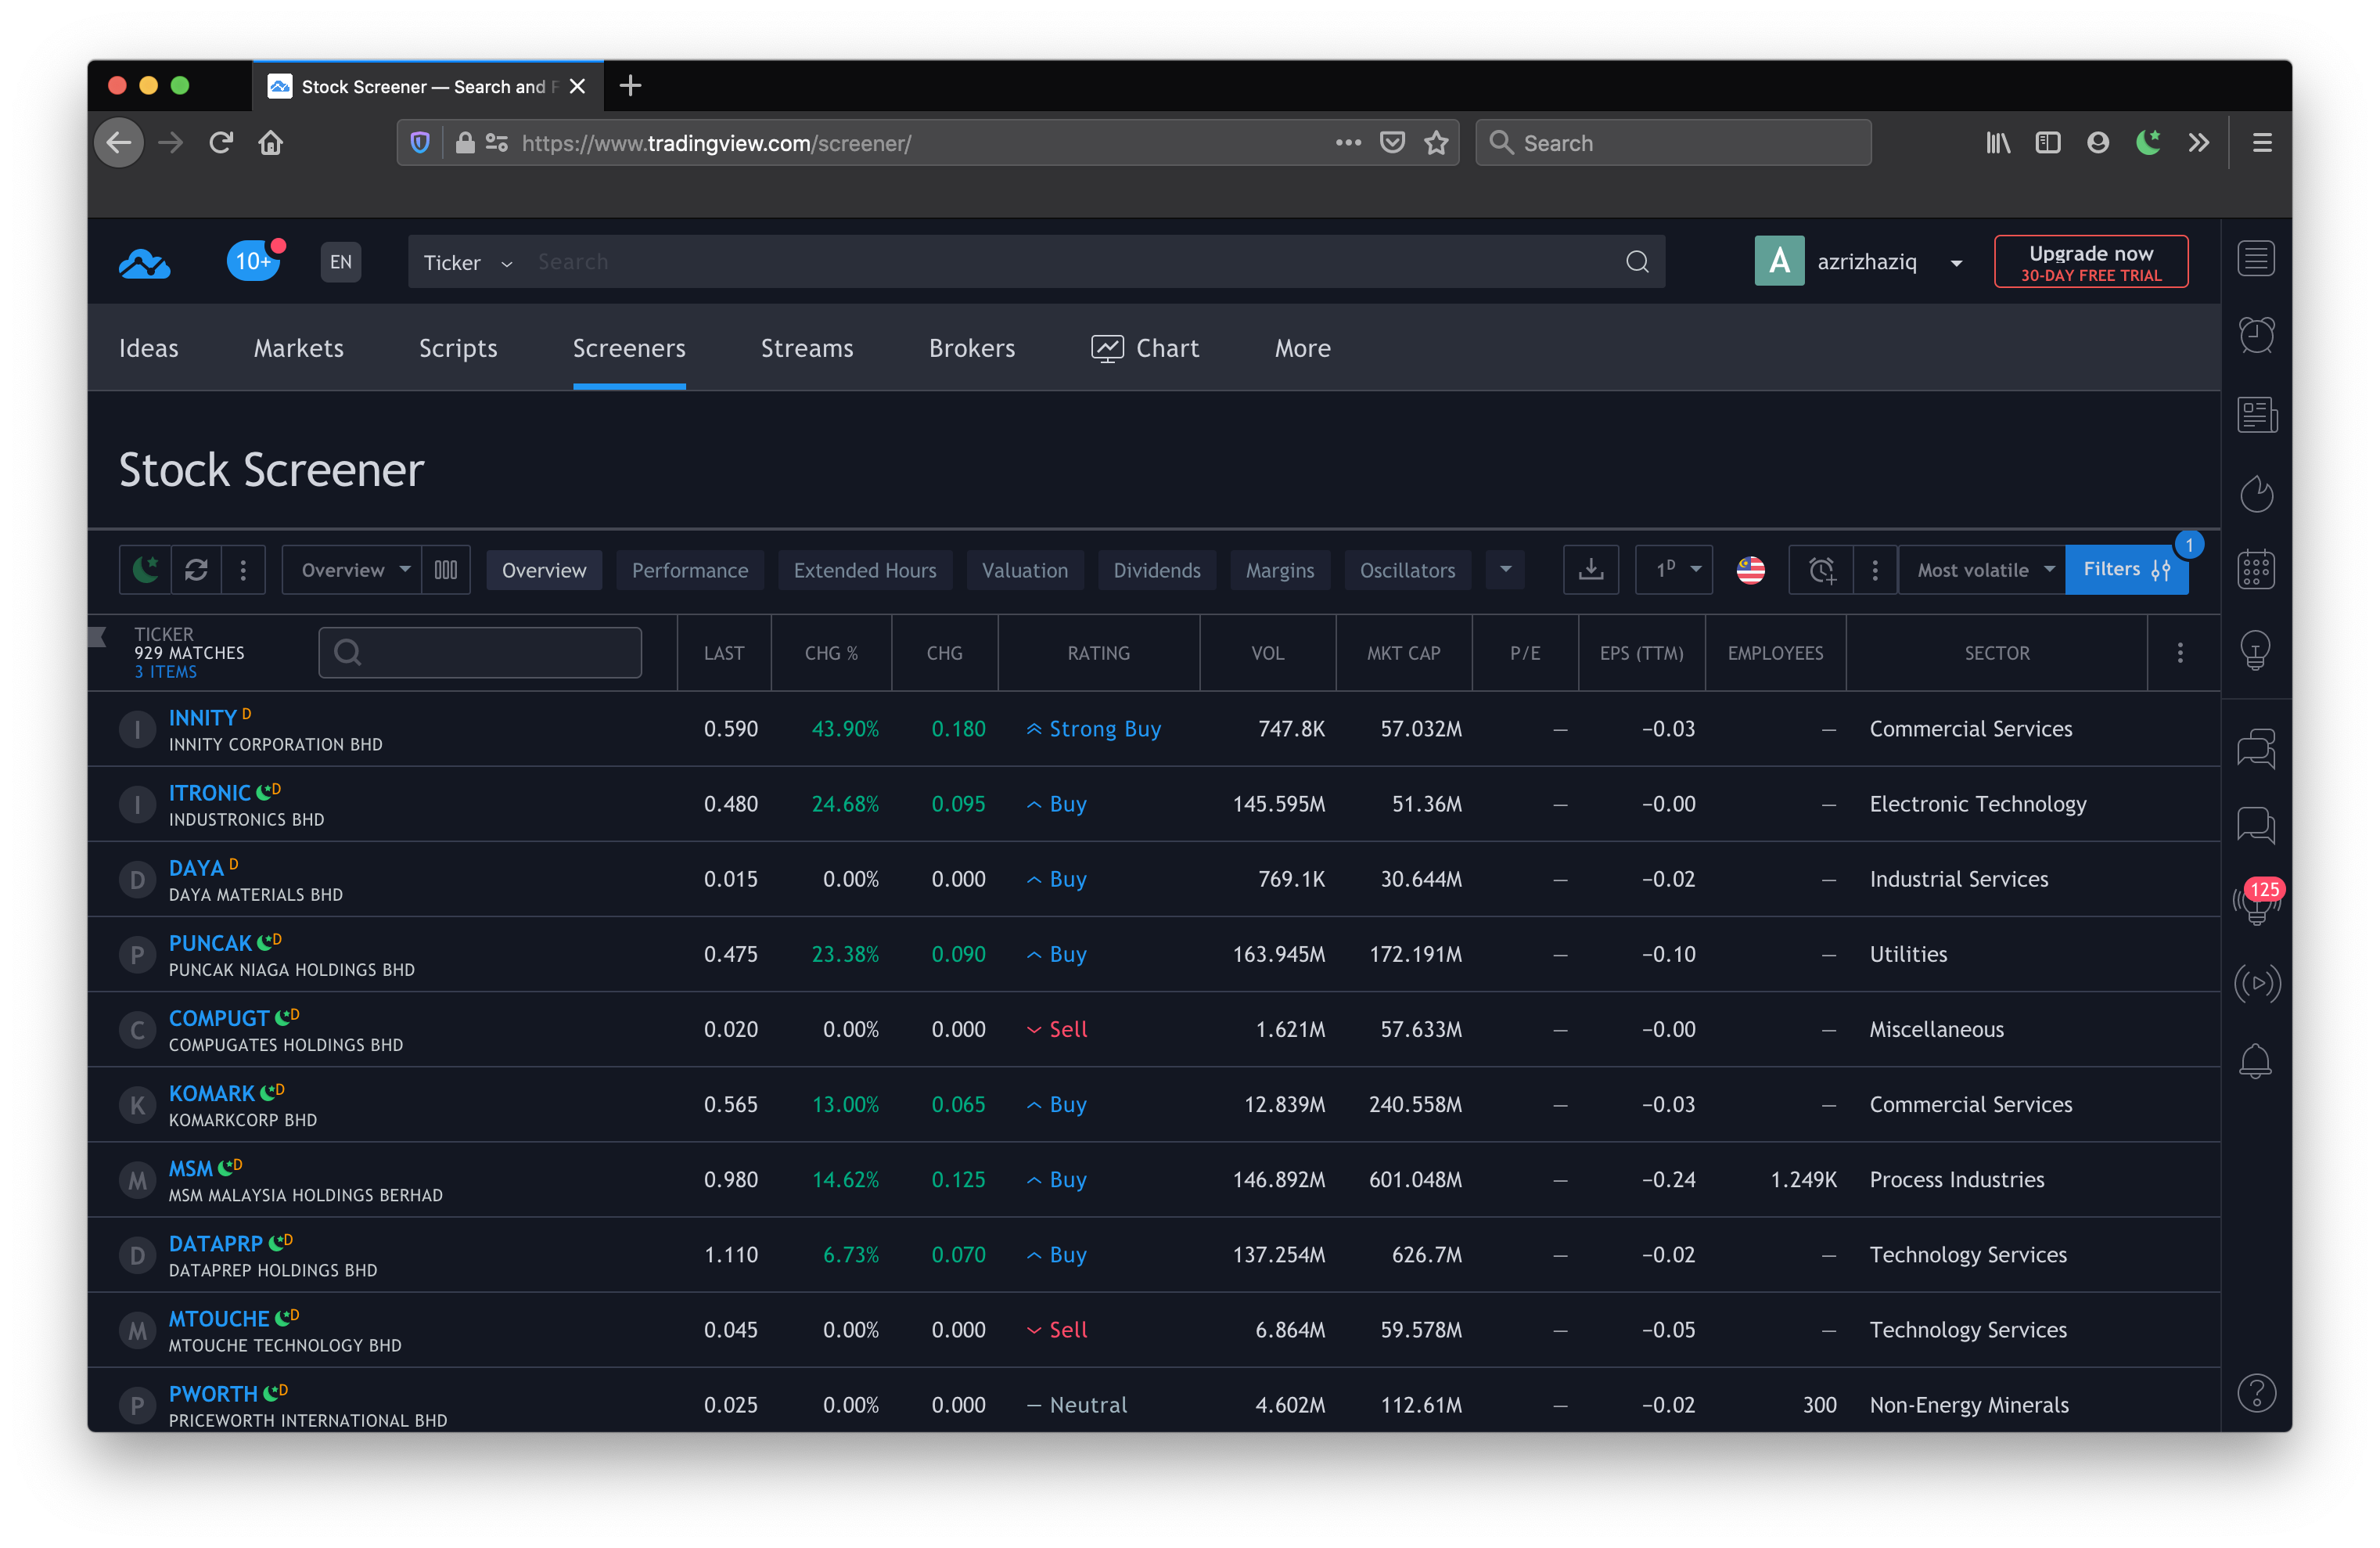 Stock Screener — Search and F
https://www.tradingview.com/screener/
Search
10+
EN
Ticker
Search
A
azrizhaziq
Upgrade now
30-DAY FREE TRIAL
Ideas
Markets
Scripts
Screeners
Streams
Brokers
Chart
More
Stock Screener
Overview
Overview
Performance
Extended Hours
Valuation
Dividends
Margins
Oscillators
1D
Most volatile
Filters
1
TICKER
929 MATCHES
3 ITEMS
LAST CHG % CHG RATING VOL MKT CAP P/E EPS (TTM) EMPLOYEES SECTOR
I INNITY D 0.590 43.90% 0.180 Strong Buy 747.8K 57.032M — −0.03 — Commercial Services
INNITY CORPORATION BHD
I ITRONIC D 0.480 24.68% 0.095 Buy 145.595M 51.36M — −0.00 — Electronic Technology
INDUSTRONICS BHD
D DAYA D 0.015 0.00% 0.000 Buy 769.1K 30.644M — −0.02 — Industrial Services
DAYA MATERIALS BHD
P PUNCAK D 0.475 23.38% 0.090 Buy 163.945M 172.191M — −0.10 — Utilities
PUNCAK NIAGA HOLDINGS BHD
C COMPUGT D 0.020 0.00% 0.000 Sell 1.621M 57.633M — −0.00 — Miscellaneous
COMPUGATES HOLDINGS BHD
K KOMARK D 0.565 13.00% 0.065 Buy 12.839M 240.558M — −0.03 — Commercial Services
KOMARKCORP BHD
M MSM D 0.980 14.62% 0.125 Buy 146.892M 601.048M — −0.24 1.249K Process Industries
MSM MALAYSIA HOLDINGS BERHAD
D DATAPRP D 1.110 6.73% 0.070 Buy 137.254M 626.7M — −0.02 — Technology Services
DATAPREP HOLDINGS BHD
M MTOUCHE D 0.045 0.00% 0.000 Sell 6.864M 59.578M — −0.05 — Technology Services
MTOUCHE TECHNOLOGY BHD
P PWORTH D 0.025 0.00% 0.000 — Neutral 4.602M 112.61M — −0.02 300 Non-Energy Minerals
PRICEWORTH INTERNATIONAL BHD
125